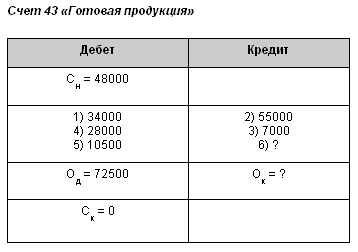 Счет 43 «Готовая продукция»
Дебет Кредит
Сн = 48000
1) 34000 2) 55000
4) 28000 3) 7000
5) 10500 6) ?
Од = 72500 Ок = ?
Ск = 0